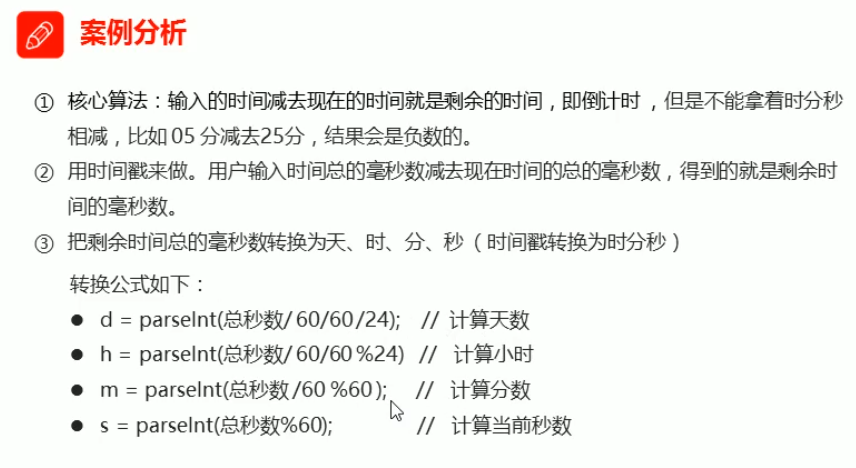 案例分析
① 核心算法：输入的时间减去现在的时间就是剩余的时间，即倒计时，但是不能拿着时分秒
相减，比如 05 分减去25分，结果会是负数的。
② 用时间戳来做。用户输入时间总的毫秒数减去现在时间的总的毫秒数，得到的就是剩余时
间的毫秒数。
③ 把剩余时间总的毫秒数转换为天、时、分、秒（时间戳转换为时分秒）
转换公式如下：
● d = parseInt(总秒数/ 60/60 /24); // 计算天数
● h = parseInt(总秒数/ 60/60 %24) // 计算小时
● m = parseInt(总秒数 /60 %60 ); // 计算分数
● s = parseInt(总秒数%60); // 计算当前秒数